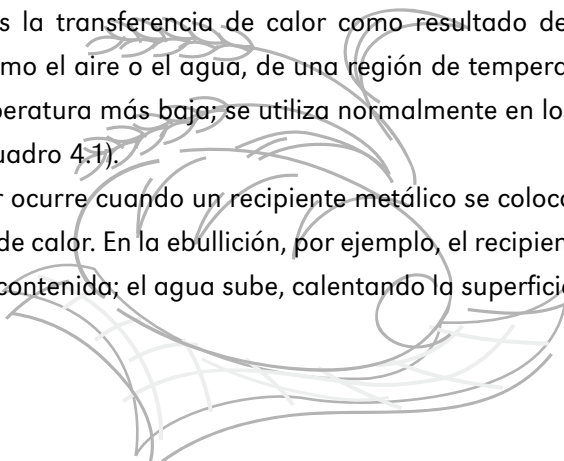 s la transferencia de calor como resultado de
mo el aire o el agua, de una región de tempera
peratura más baja; se utiliza normalmente en lo
uadro 4.1).
r ocurre cuando un recipiente metálico se coloc
de calor. En la ebullición, por ejemplo, el recipien
contenida; el agua sube, calentando la superficie